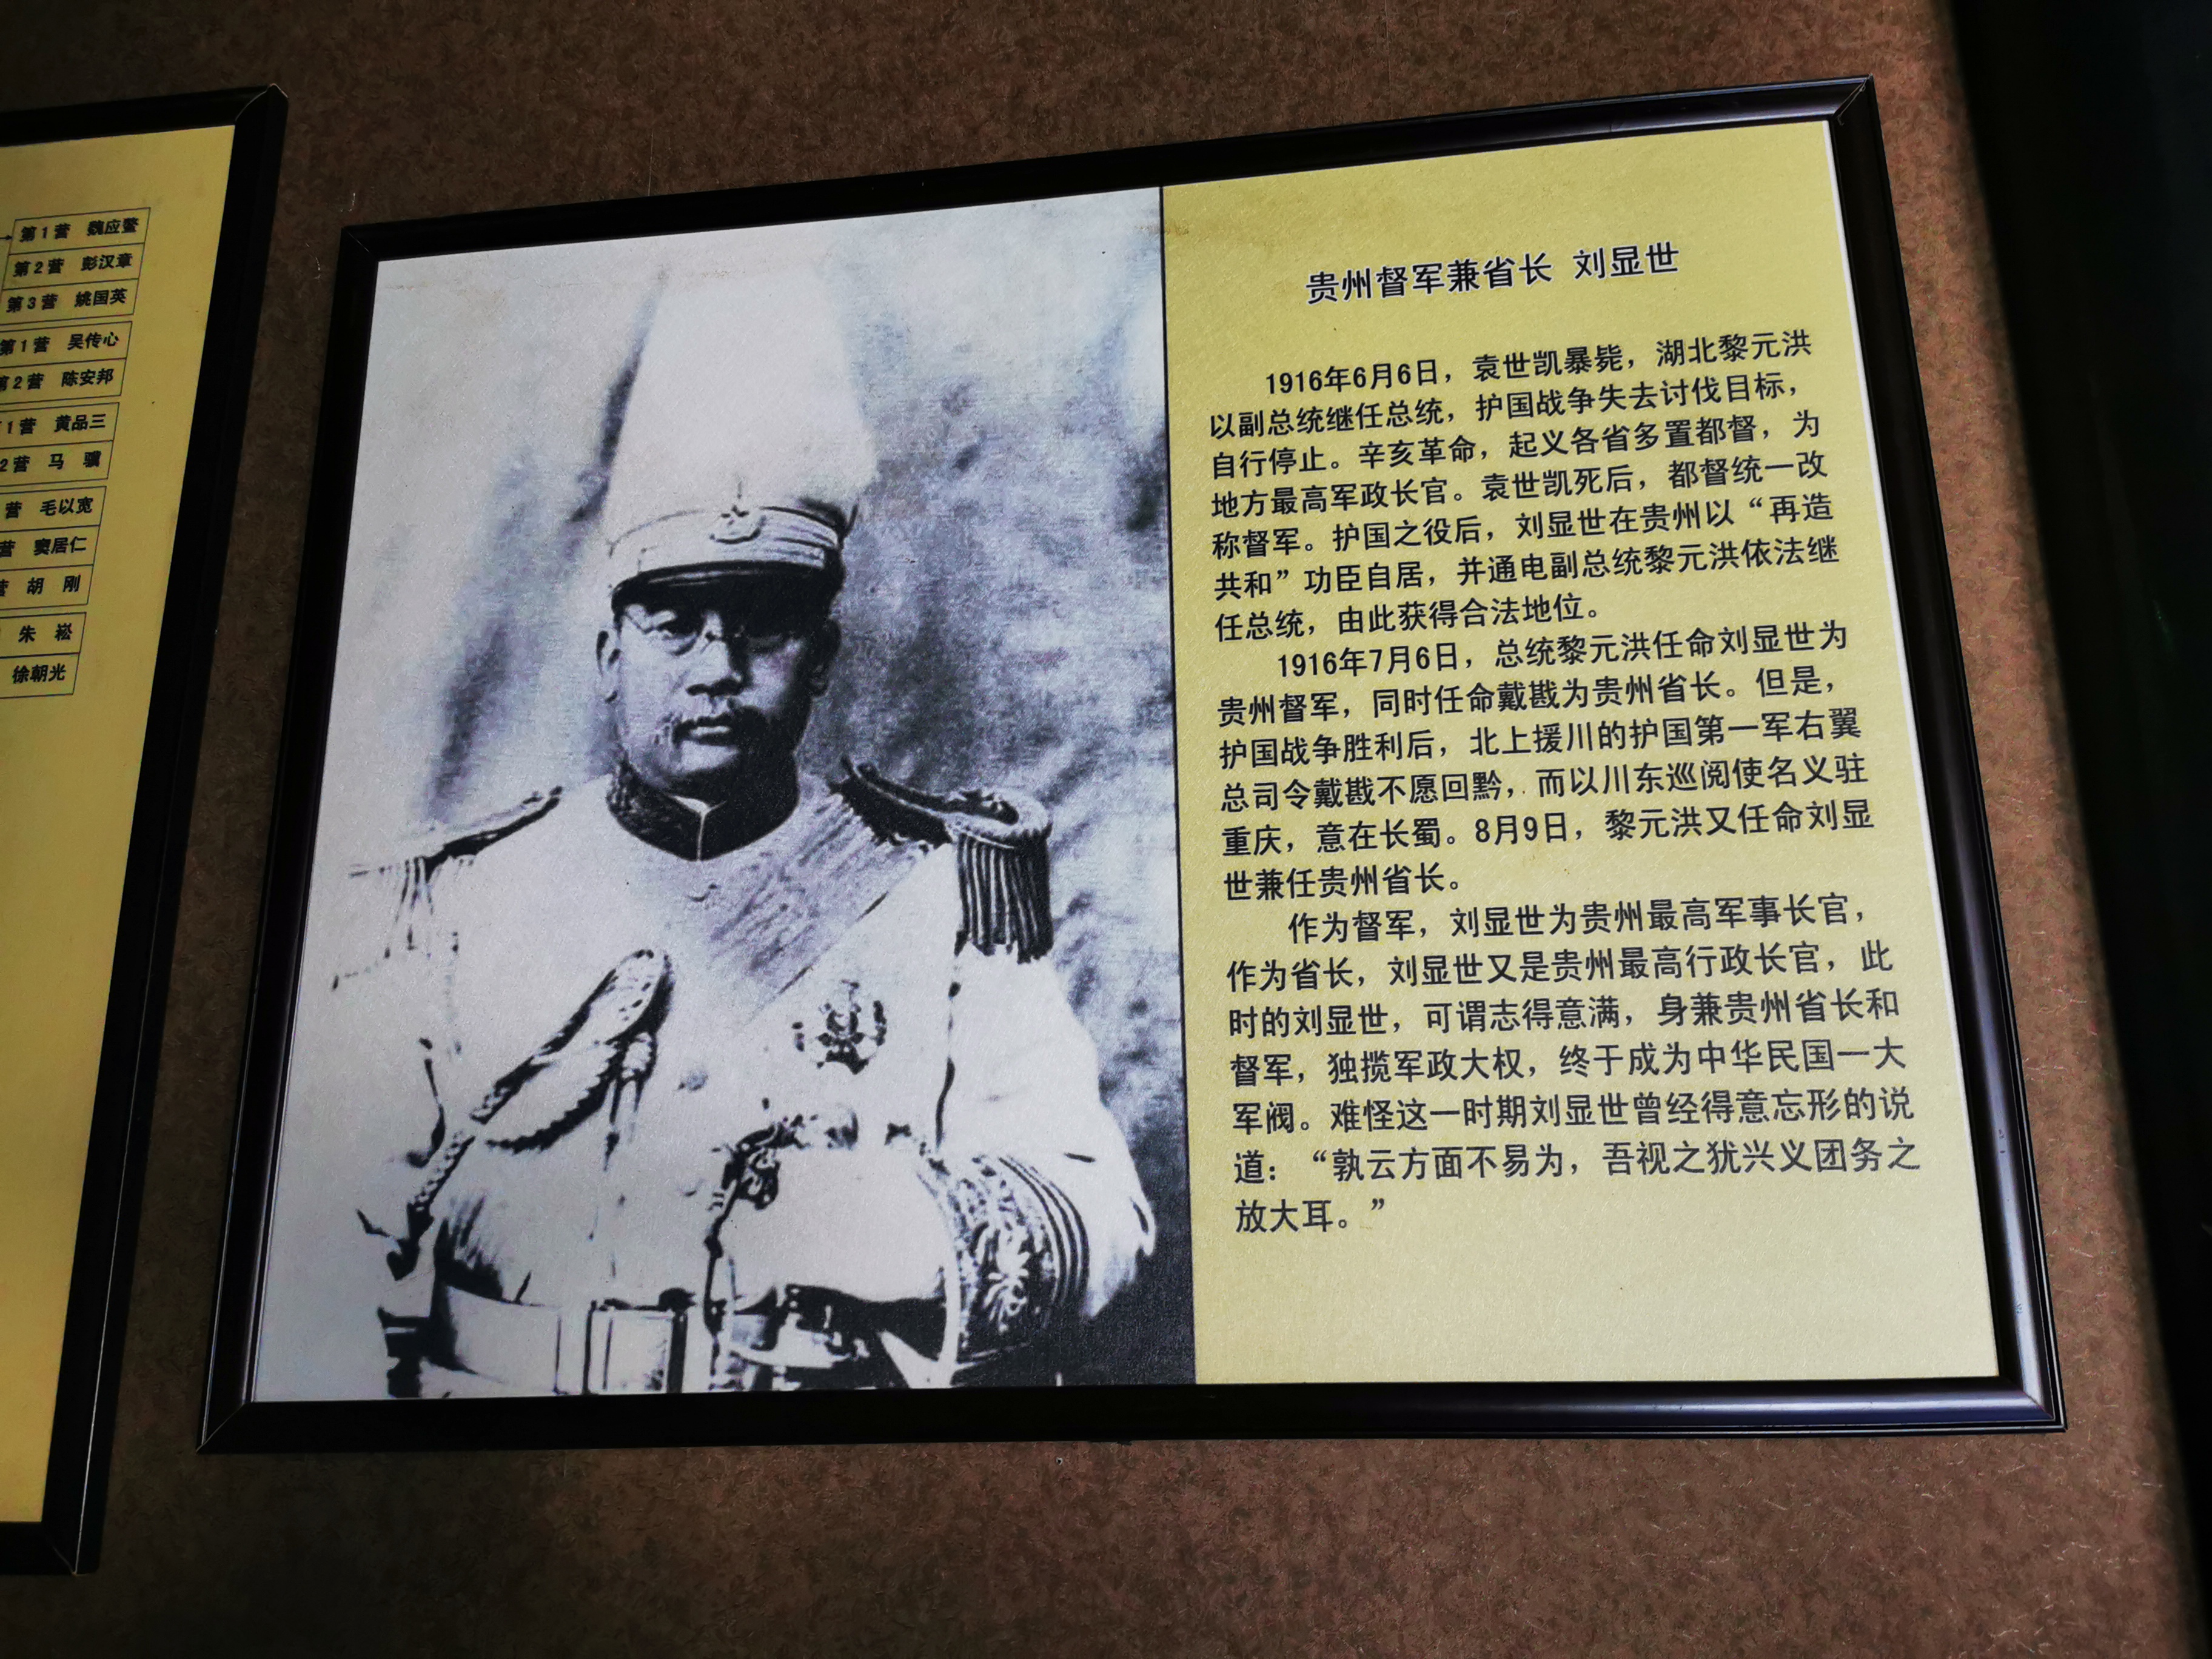 第1营 魏应鳌
第2营 彭汉章
第3营 姚国英
第1营 吴传心
第2营 陈安邦
1营 黄品三
2营 马骥
营 毛以宽
营 窦居仁
营 胡刚
朱崧
徐朝光
贵州督军兼省长 刘显世
1916年6月6日，袁世凯暴毙，湖北黎元洪
以副总统继任总统，护国战争失去讨伐目标，
自行停止。辛亥革命，起义各省多置都督，为
地方最高军政长官。袁世凯死后，都督统一改
称督军。护国之役后，刘显世在贵州以“再造
共和”功臣自居，并通电副总统黎元洪依法继
任总统，由此获得合法地位。
1916年7月6日，总统黎元洪任命刘显世为
贵州督军，同时任命戴戡为贵州省长。但是，
护国战争胜利后，北上援川的护国第一军右翼
总司令戴戡不愿回黔，而以川东巡阅使名义驻
重庆，意在长蜀。8月9日，黎元洪又任命刘显
世兼任贵州省长。
作为督军，刘显世为贵州最高军事长官，
作为省长，刘显世又是贵州最高行政长官，此
时的刘显世，可谓志得意满，身兼贵州省长和
督军，独揽军政大权，终于成为中华民国一大
军阀。难怪这一时期刘显世曾经得意忘形的说
道：“孰云方面不易为，吾视之犹兴义团务之
放大耳。”